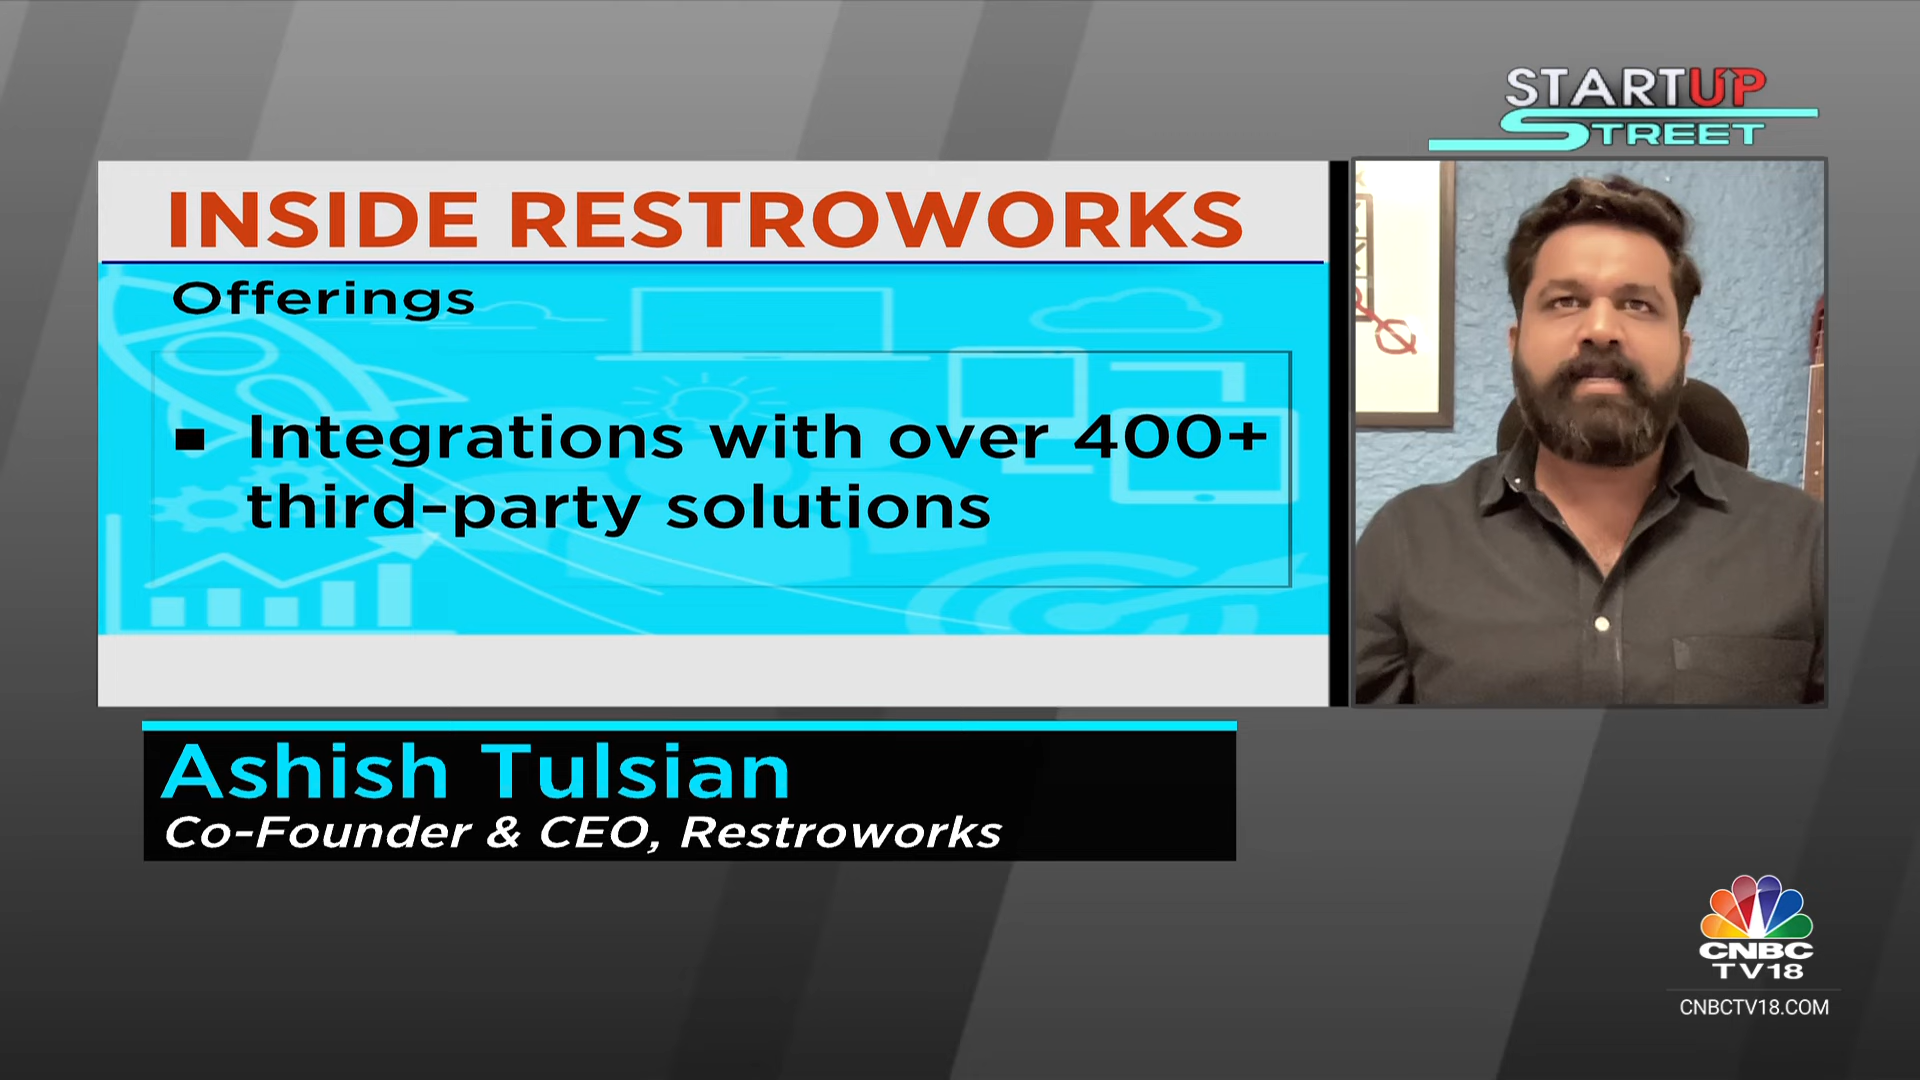 STARTUP
STREET
INSIDE RESTROWORKS
Offerings
▪ Integrations with over 400+
third-party solutions
Ashish Tulsian
Co-Founder & CEO, Restroworks
CNBC
TV18
CNBCTV18.COM